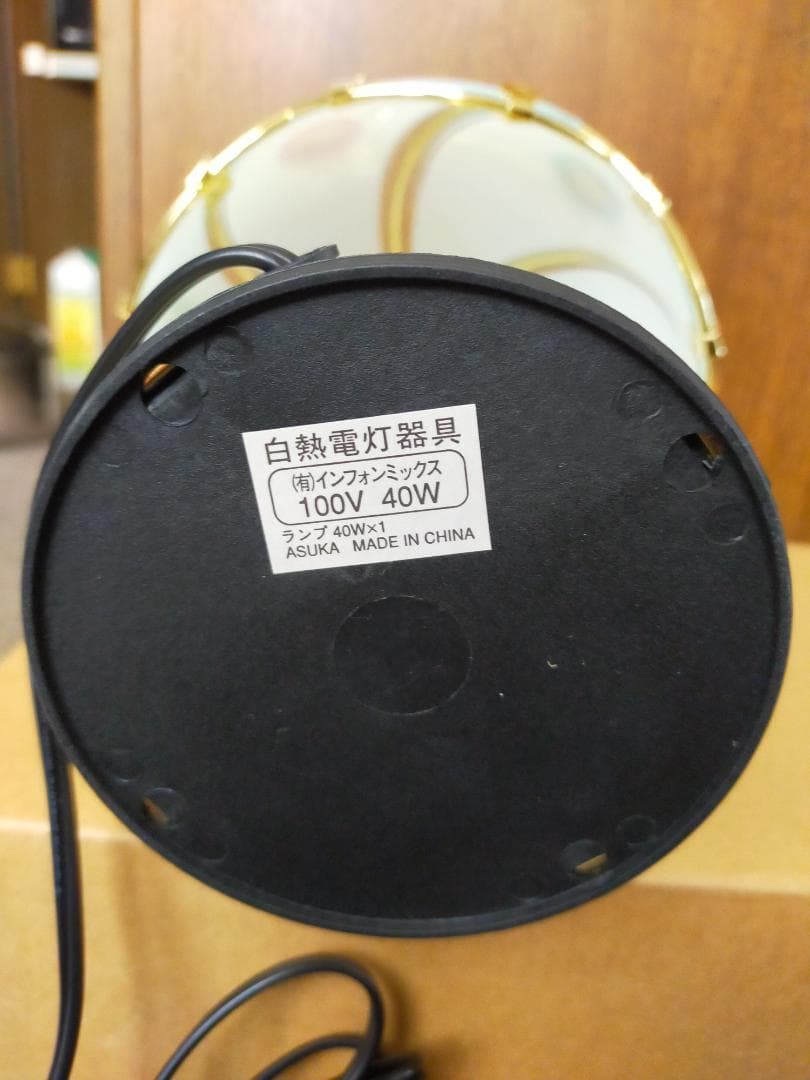 白熱電灯器具
(有)インフォンミックス
100V 40W
ランプ 40W×1
ASUKA MADE IN CHINA